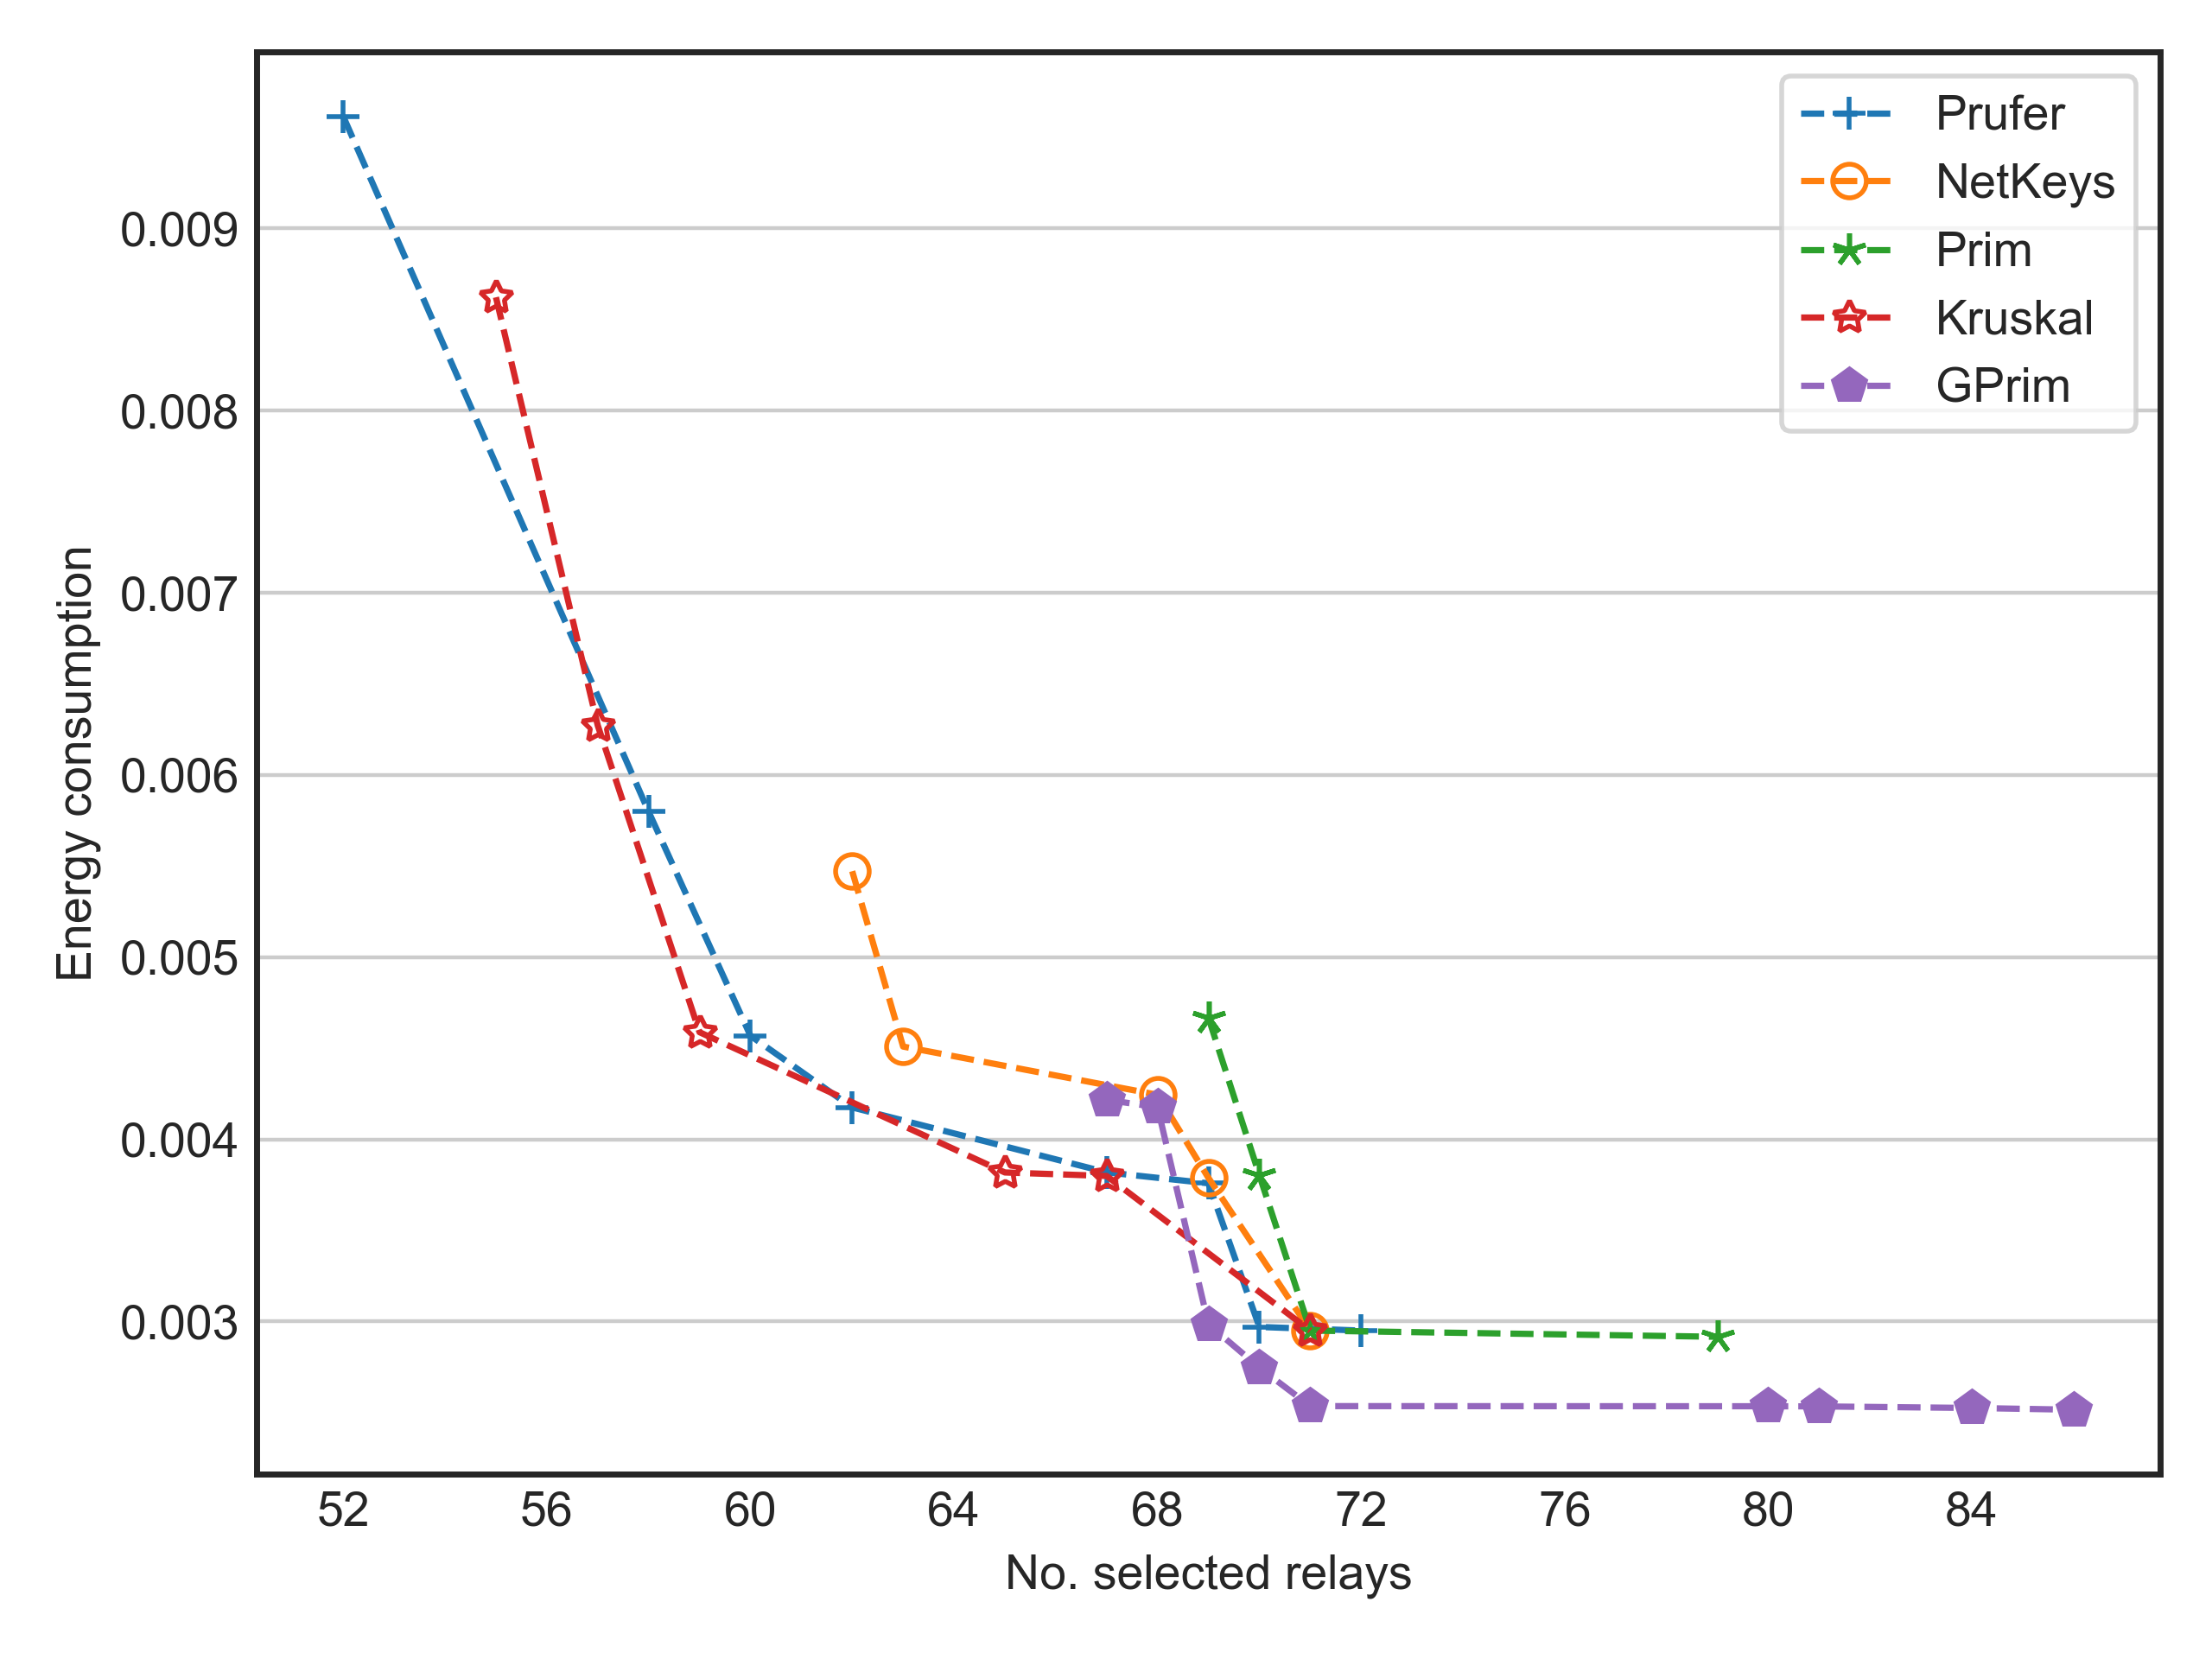 Prufer
NetKeys
Prim
Kruskal
GPrim
0.009
0.008
0.007
0.006
0.005
0.004
0.003
Energy consumption
52 56 60 64 68 72 76 80 84
No. selected relays